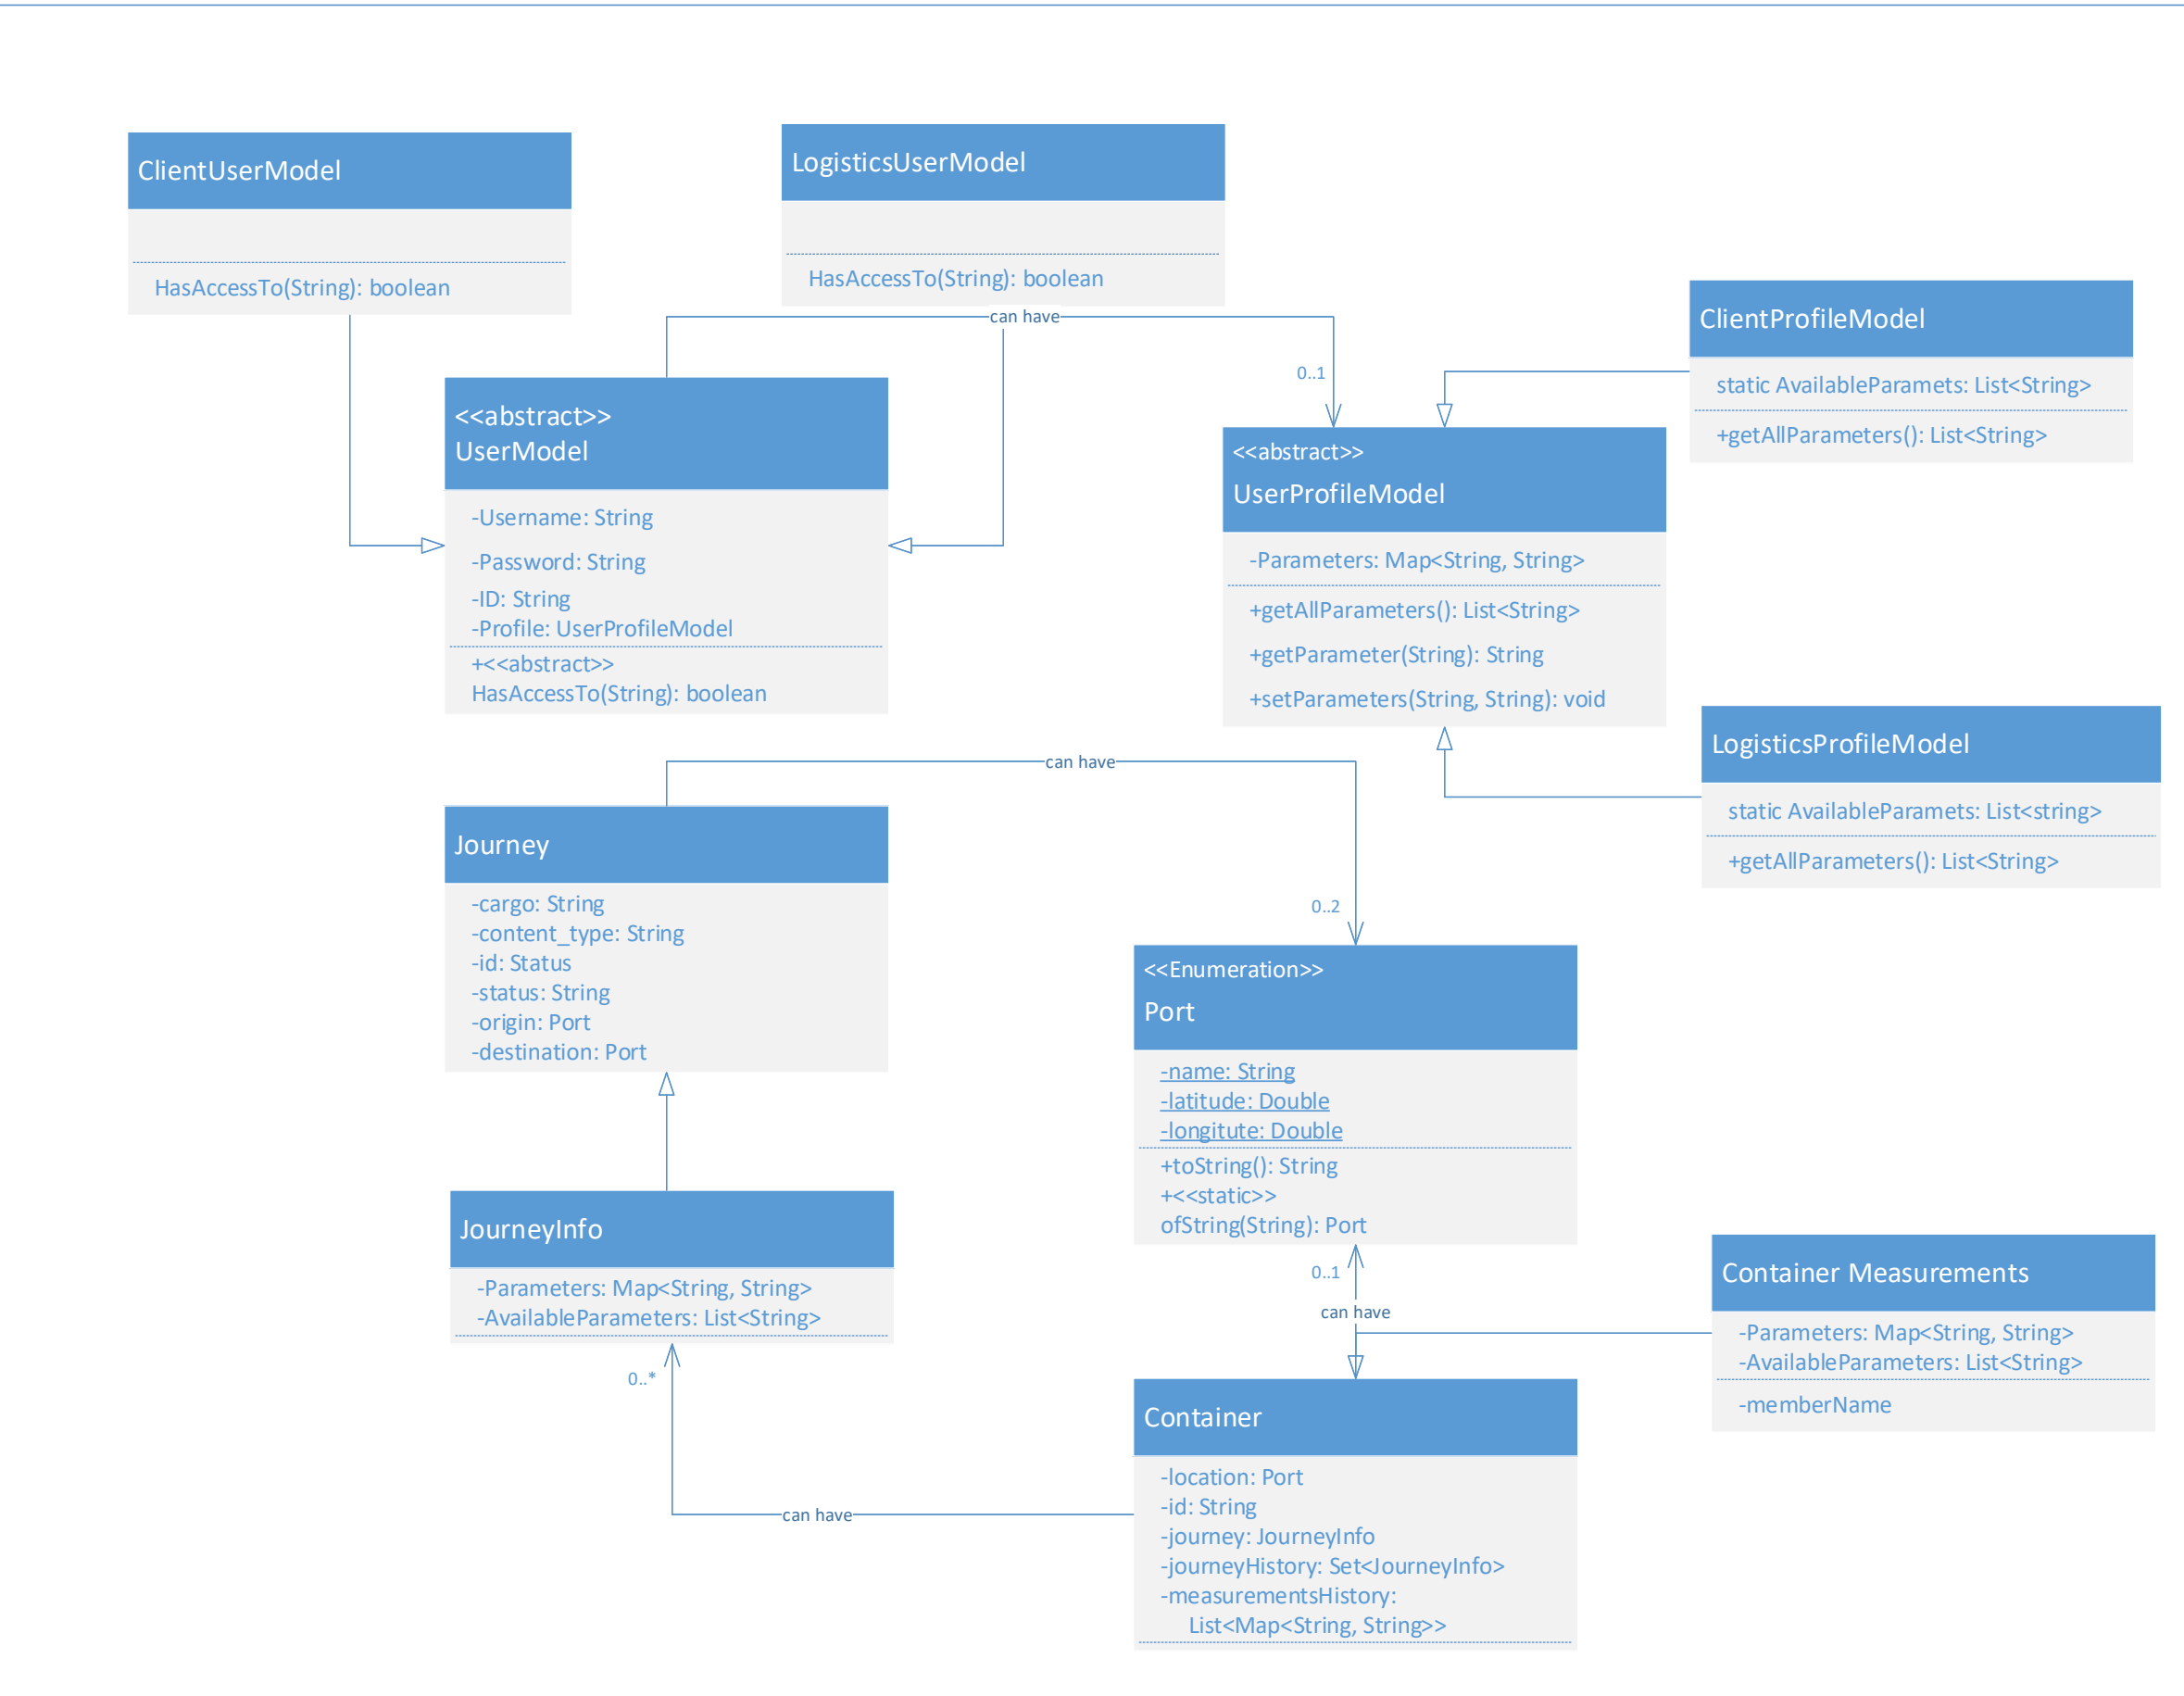 ClientUserModel
HasAccessTo(String): boolean
LogisticsUserModel
HasAccessTo(String): boolean
can have
0..1
ClientProfileModel
static AvailableParamets: List<String>
+getAllParameters(): List<String>
<<abstract>>
UserModel
-Username: String
-Password: String
-ID: String
-Profile: UserProfileModel
+<<abstract>>
HasAccessTo(String): boolean
<<abstract>>
UserProfileModel
-Parameters: Map<String, String>
+getAllParameters(): List<String>
+getParameter(String): String
+setParameters(String, String): void
LogisticsProfileModel
static AvailableParamets: List<string>
+getAllParameters(): List<String>
can have
0..2
Journey
-cargo: String
-content_type: String
-id: Status
-status: String
-origin: Port
-destination: Port
<<Enumeration>>
Port
-name: String
-latitude: Double
-longitute: Double
+toString(): String
+<<static>>
ofString(String): Port
JourneyInfo
-Parameters: Map<String, String>
-AvailableParameters: List<String>
0..*
0..1
can have
Container Measurements
-Parameters: Map<String, String>
-AvailableParameters: List<String>
-memberName
can have
Container
-location: Port
-id: String
-journey: JourneyInfo
-journeyHistory: Set<JourneyInfo>
-measurementsHistory:
List<Map<String, String>>